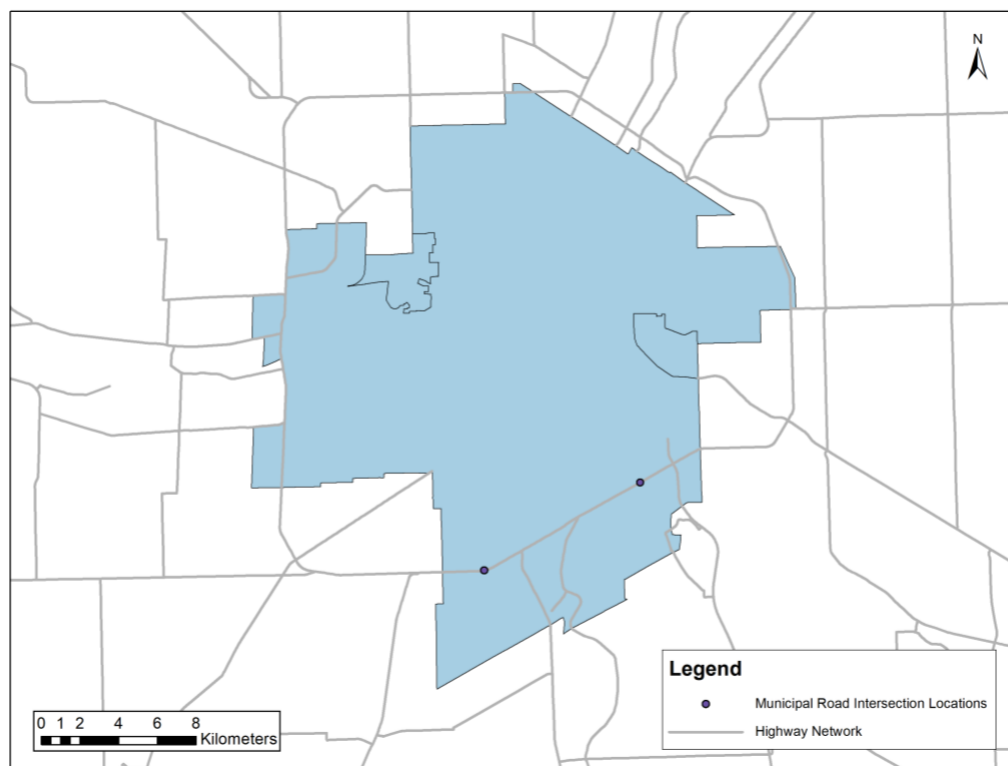 N
Legend
Municipal Road Intersection Locations
Highway Network
0 1 2 4 6 8
Kilometers